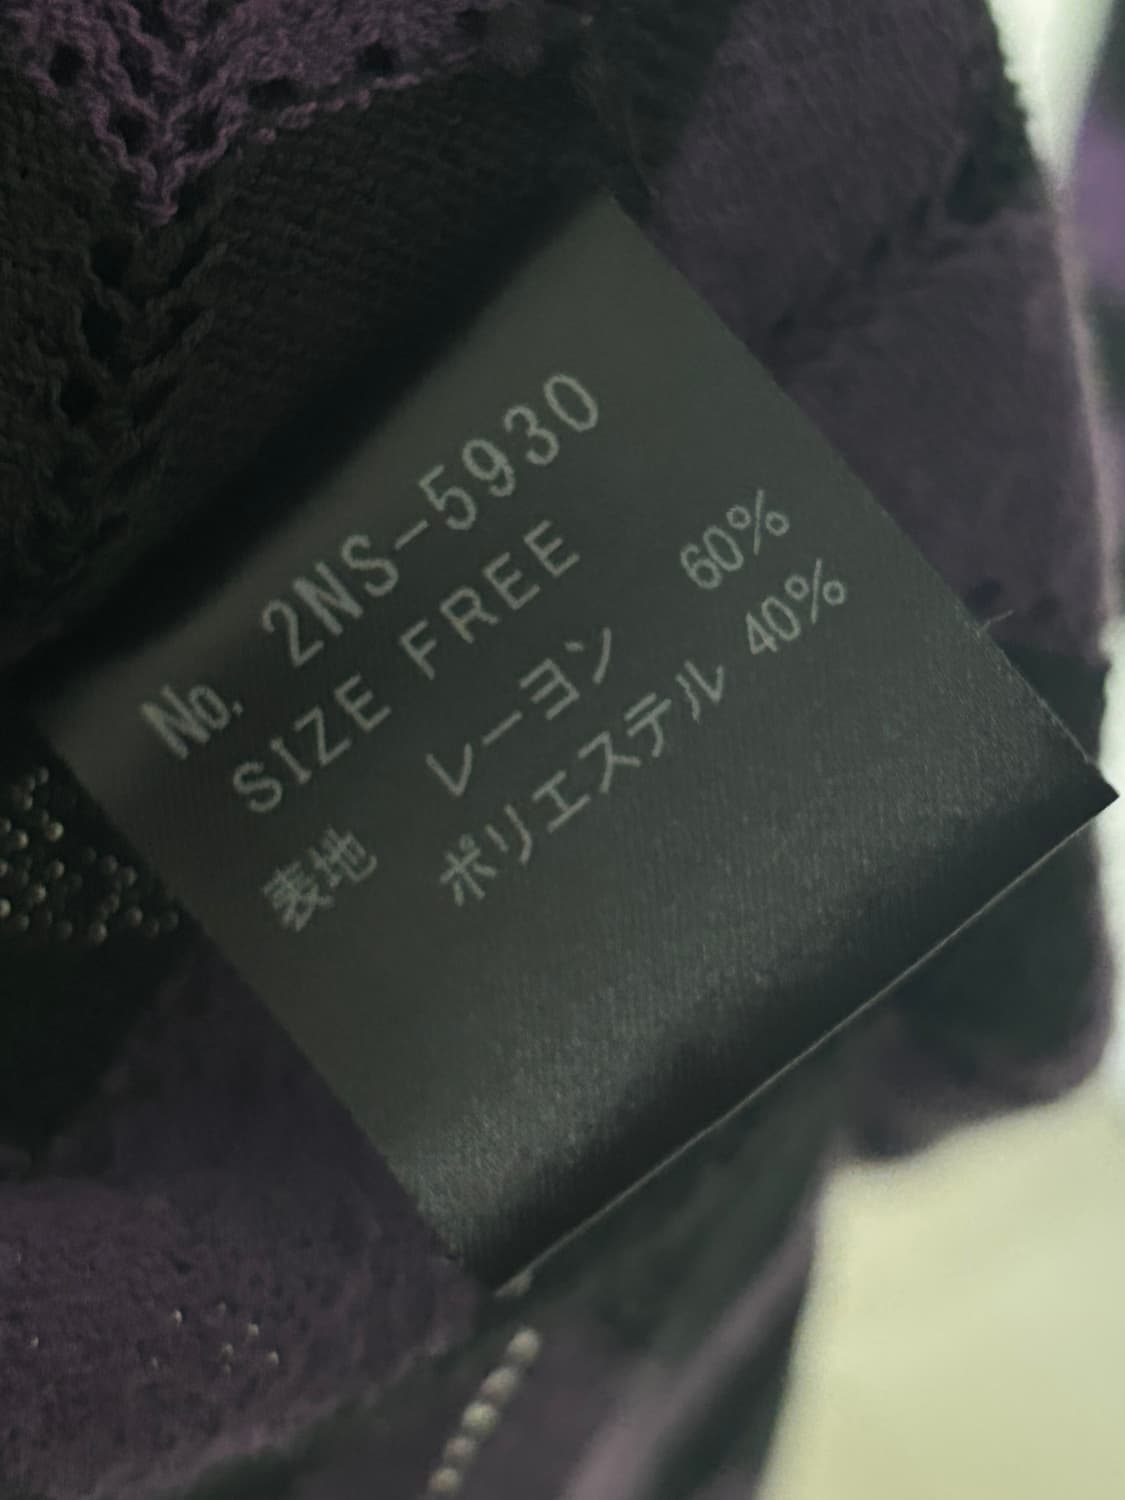 No. 2NS-5930
SIZE FREE
表地 レーヨン 60%
ポリエステル 40%